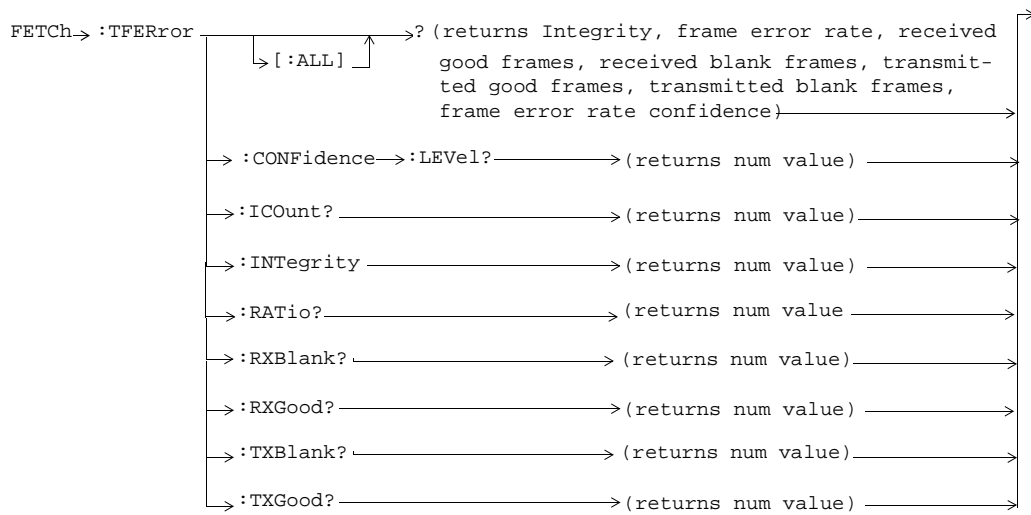 FETCh :TFERror ? (returns Integrity, frame error rate, received
[:ALL] good frames, received blank frames, transmit-
ted good frames, transmitted blank frames,
frame error rate confidence)
:CONFidence :LEVel? (returns num value)
:ICOunt? (returns num value)
:INTegrity (returns num value)
:RATio? (returns num value
:RXBlank? (returns num value)
:RXGood? (returns num value)
:TXBlank? (returns num value)
:TXGood? (returns num value)